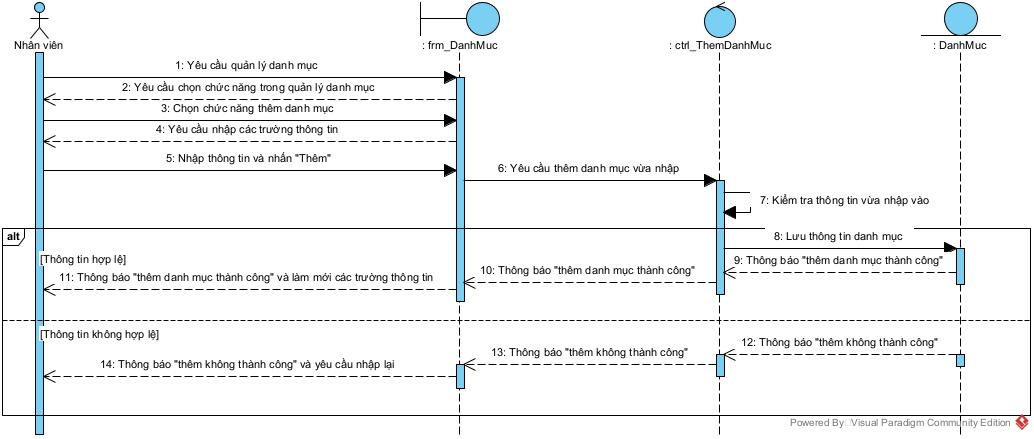 Nhân viên
: frm_DanhMuc
: ctrl_ThemDanhMuc
: DanhMuc
1: Yêu cầu quản lý danh mục
2: Yêu cầu chọn chức năng trong quản lý danh mục
3: Chọn chức năng thêm danh mục
4: Yêu cầu nhập các trường thông tin
5: Nhập thông tin và nhấn "Thêm"
6: Yêu cầu thêm danh mục vừa nhập
7: Kiểm tra thông tin vừa nhập vào
alt
8: Lưu thông tin danh mục
[Thông tin hợp lệ]
9: Thông báo "thêm danh mục thành công"
10: Thông báo "thêm danh mục thành công"
11: Thông báo "thêm danh mục thành công" và làm mới các trường thông tin
[Thông tin không hợp lệ]
12: Thông báo "thêm không thành công"
13: Thông báo "thêm không thành công"
14: Thông báo "thêm không thành công" và yêu cầu nhập lại
Powered By Visual Paradigm Community Edition